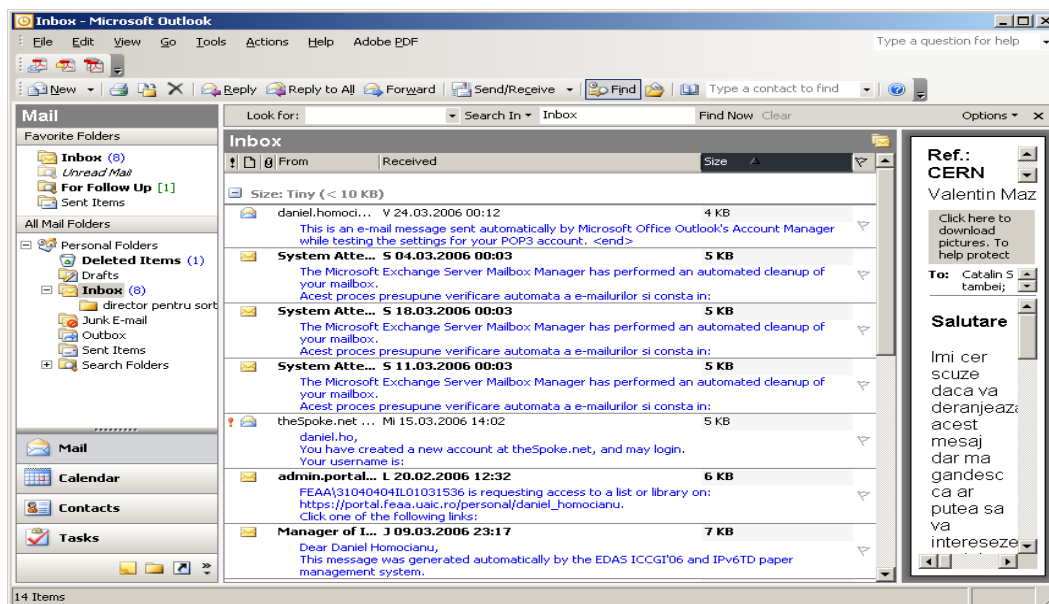 Inbox - Microsoft Outlook
File Edit View Go Tools Actions Help Adobe PDF Type a question for help
New Reply Reply to All Forward Send/Receive Find Type a contact to find
Mail Look for: Search In Inbox Find Now Clear Options
Favorite Folders
Inbox (8)
Unread Mail
For Follow Up [1]
Sent Items
All Mail Folders
Personal Folders
Deleted Items (1)
Drafts
Inbox (8)
director pentru sort
Junk E-mail
Outbox
Sent Items
Search Folders
Mail
Calendar
Contacts
Tasks
Inbox
From Received Size
Size: Tiny (< 10 KB)
daniel.homoci... V 24.03.2006 00:12 4 KB
This is an e-mail message sent automatically by Microsoft Office Outlook's Account Manager
while testing the settings for your POP3 account. <end>
System Atte... S 04.03.2006 00:03 5 KB
The Microsoft Exchange Server Mailbox Manager has performed an automated cleanup of
your mailbox.
Acest proces presupune verificare automata a e-mailurilor si consta in:
System Atte... S 18.03.2006 00:03 5 KB
The Microsoft Exchange Server Mailbox Manager has performed an automated cleanup of
your mailbox.
Acest proces presupune verificare automata a e-mailurilor si consta in:
System Atte... S 11.03.2006 00:03 5 KB
The Microsoft Exchange Server Mailbox Manager has performed an automated cleanup of
your mailbox.
Acest proces presupune verificare automata a e-mailurilor si consta in:
theSpoke.net ... Mi 15.03.2006 14:02 5 KB
daniel.ho,
You have created a new account at theSpoke.net, and may login.
Your username is:
admin.portal... L 20.02.2006 12:32 6 KB
FEAA\31040404IL01031536 is requesting access to a list or library on:
https://portal.feaa.uaic.ro/personal/daniel_homocianu.
Click one of the following links:
Manager of I... J 09.03.2006 23:17 7 KB
Dear Daniel Homocianu,
This message was generated automatically by the EDAS ICCGI'06 and IPv6TD paper
management system.
Ref.:
CERN
Valentin Maz
Click here to
download
pictures. To
help protect
To: Catalin S
tambei;
Salutare
Imi cer
scuze
daca va
deranjeaza
acest
mesaj
dar ma
gandesc
ca ar
putea sa
va
intereseze
14 Items